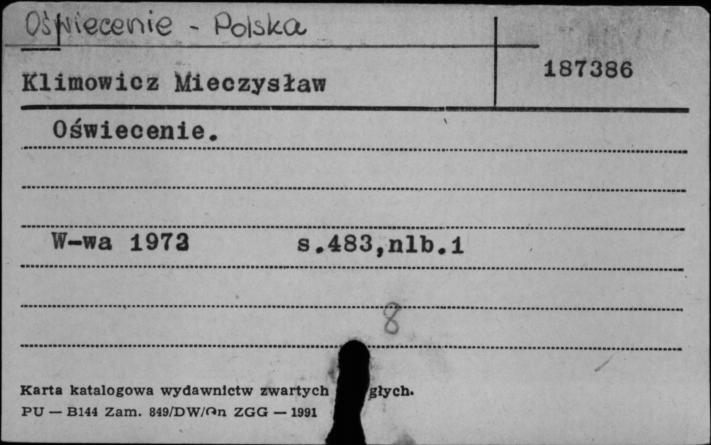 Oświecenie - Polska
187386
Klimowicz Mieczysław
Oświecenie.
W-wa 1972 s.483,nlb.1
8
Karta katalogowa wydawnictw zwartych głych.
PU — B144 Zam. 849/DW/ ZGG — 1991